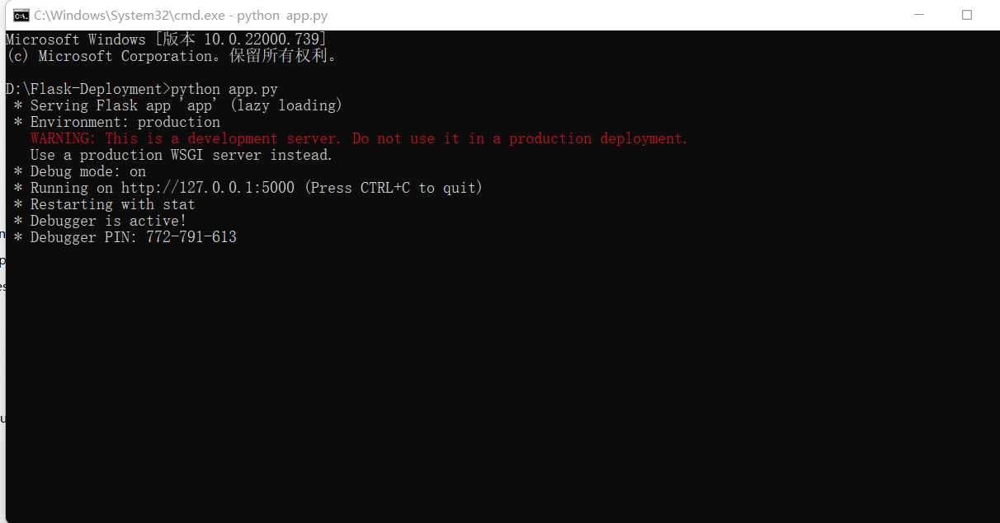 C:\Windows\System32\cmd.exe - python  app.py
Microsoft Windows [版本 10.0.22000.739]
(c) Microsoft Corporation。保留所有权利。
D:\Flask-Deployment>python app.py
 * Serving Flask app 'app' (lazy loading)
 * Environment: production
   WARNING: This is a development server. Do not use it in a production deployment.
   Use a production WSGI server instead.
 * Debug mode: on
 * Running on http://127.0.0.1:5000 (Press CTRL+C to quit)
 * Restarting with stat
 * Debugger is active!
 * Debugger PIN: 772-791-613